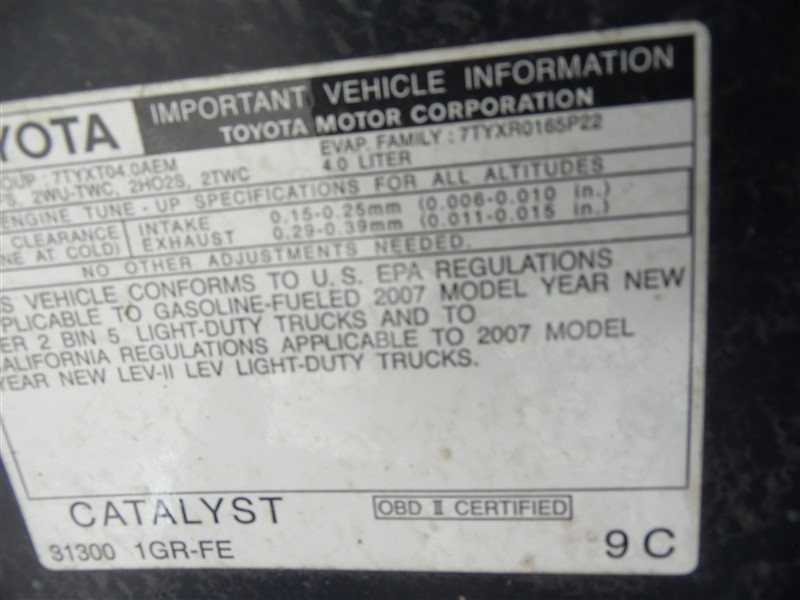 YOTA IMPORTANT VEHICLE INFORMATION
TOYOTA MOTOR CORPORATION
OUP : 7TYXT04.0AEM EVAP. FAMILY : 7TYXR0165P22
S, 2WU-TWC, 2HO2S, 2TWC 4.0 LITER
ENGINE TUNE-UP SPECIFICATIONS FOR ALL ALTITUDES
CLEARANCE INTAKE 0.15-0.25mm (0.006-0.010 in.)
NE AT COLD) EXHAUST 0.29-0.39mm (0.011-0.015 in.)
NO OTHER ADJUSTMENTS NEEDED.
S VEHICLE CONFORMS TO U.S. EPA REGULATIONS
PPLICABLE TO GASOLINE-FUELED 2007 MODEL YEAR NEW
ER 2 BIN 5 LIGHT-DUTY TRUCKS AND TO
CALIFORNIA REGULATIONS APPLICABLE TO 2007 MODEL
YEAR NEW LEV-II LEV LIGHT-DUTY TRUCKS.
CATALYST OBD II CERTIFIED
31300 1GR-FE 9C